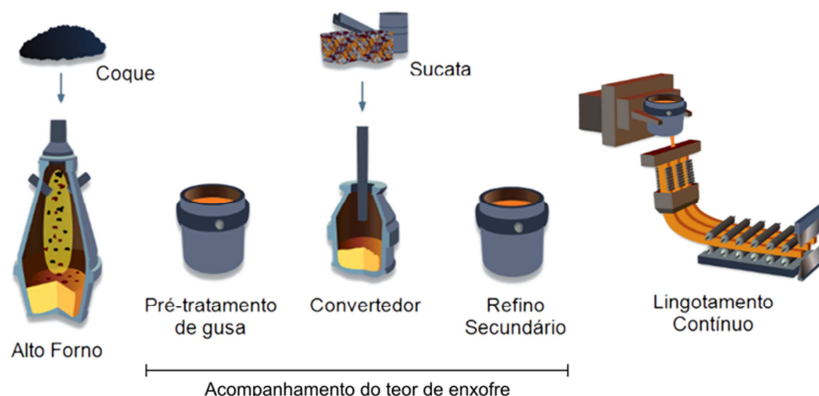 Coque
Sucata
Alto Forno
Pré-tratamento
de gusa
Convertedor
Refino
Secundário
Lingotamento
Contínuo
Acompanhamento do teor de enxofre